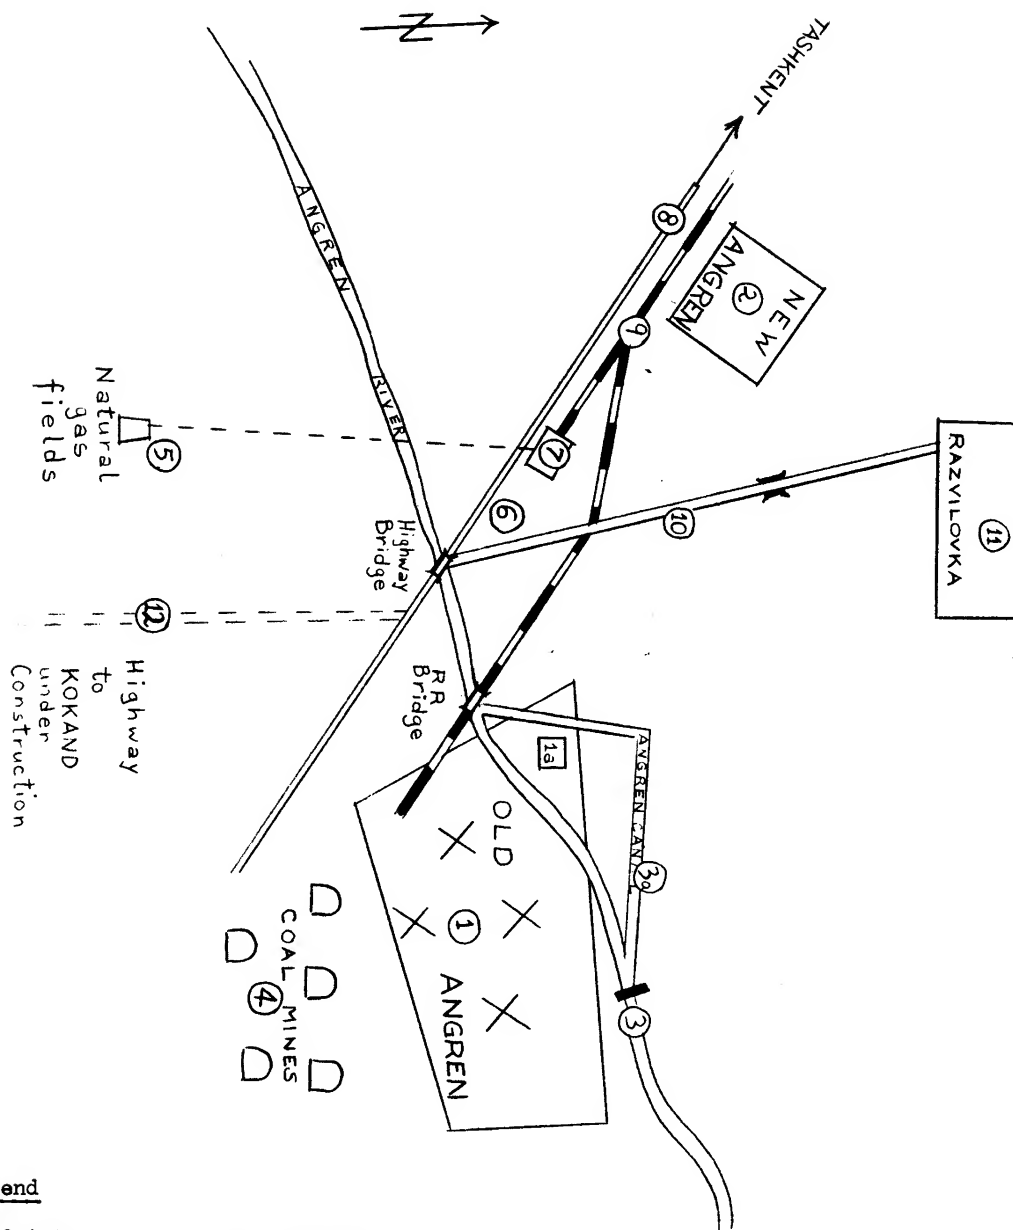 N
TASHKENT
8
NEW
2
ANGREN
9
ANGREN
RIVER
Natural
gas
fields
5
7
6
Highway
Bridge
10
RAZVILOVKA
11
12
Highway
to
KOKAND
under
Construction
RR
Bridge
1a
ANGREN CANAL
3a
OLD
1
ANGREN
3
COAL MINES
4
end